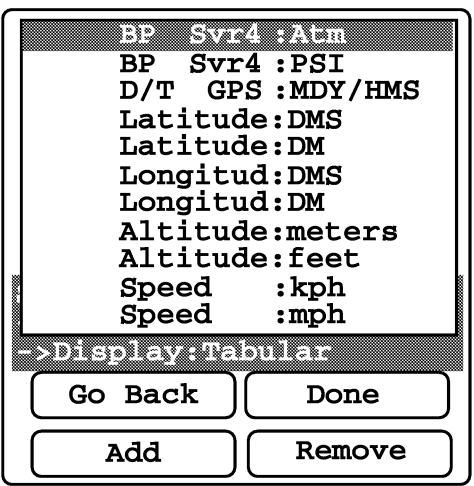 BP  Svr4 :Atm
BP  Svr4 :PSI
D/T  GPS :MDY/HMS
Latitude:DMS
Latitude:DM
Longitud:DMS
Longitud:DM
Altitude:meters
Altitude:feet
Speed   :kph
Speed   :mph
->Display:Tabular
Go Back
Done
Add
Remove